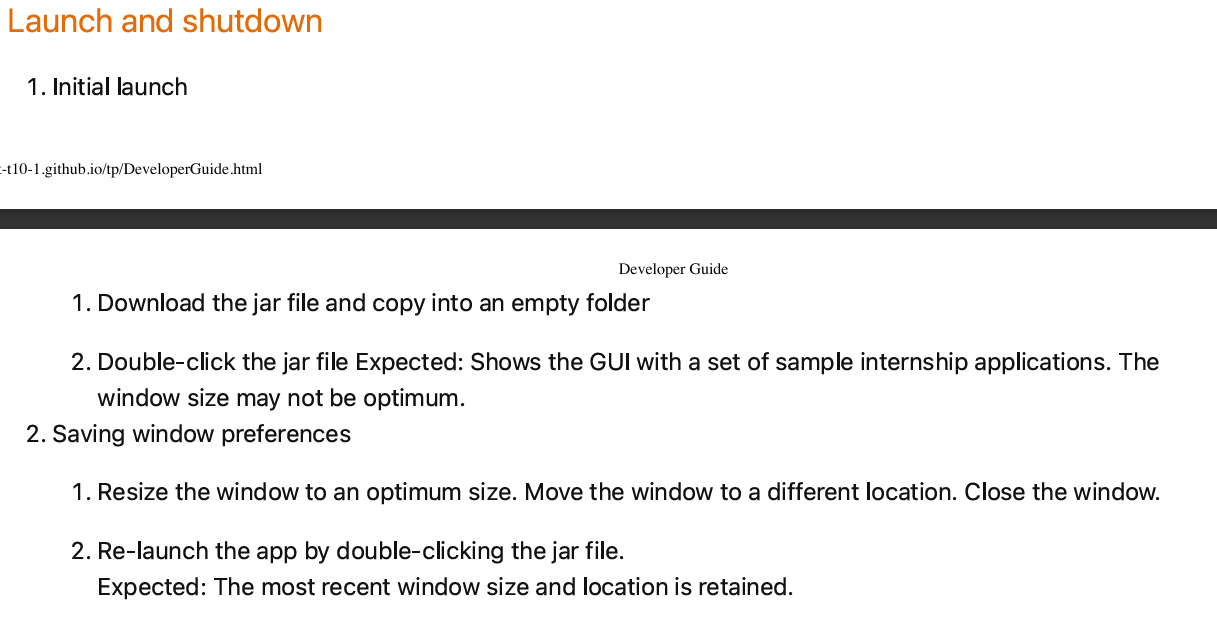 Launch and shutdown
1. Initial launch
-t10-1.github.io/tp/DeveloperGuide.html
Developer Guide
1. Download the jar file and copy into an empty folder
2. Double-click the jar file Expected: Shows the GUI with a set of sample internship applications. The
window size may not be optimum.
2. Saving window preferences
1. Resize the window to an optimum size. Move the window to a different location. Close the window.
2. Re-launch the app by double-clicking the jar file.
Expected: The most recent window size and location is retained.